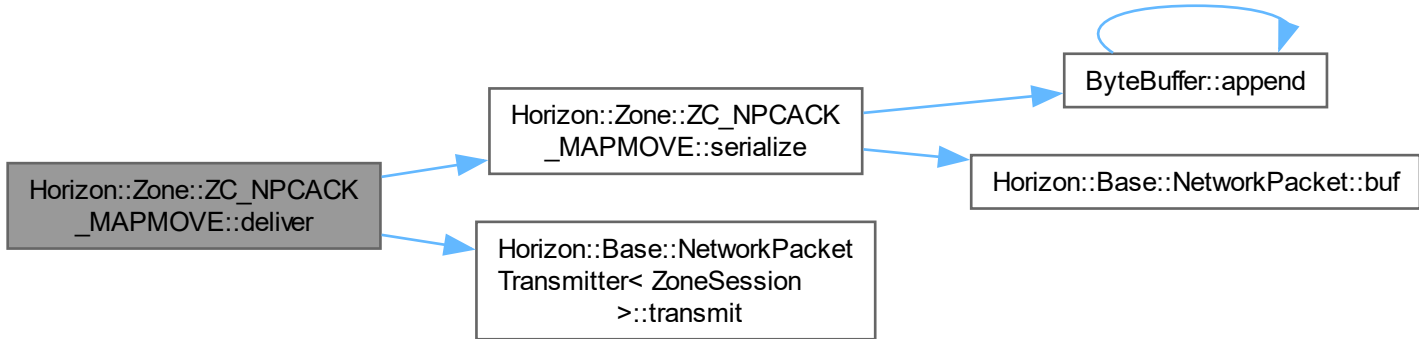 Horizon::Zone::ZC_NPCACK
_MAPMOVE::deliver
Horizon::Zone::ZC_NPCACK
_MAPMOVE::serialize
ByteBuffer::append
Horizon::Base::NetworkPacket::buf
Horizon::Base::NetworkPacket
Transmitter< ZoneSession
>::transmit